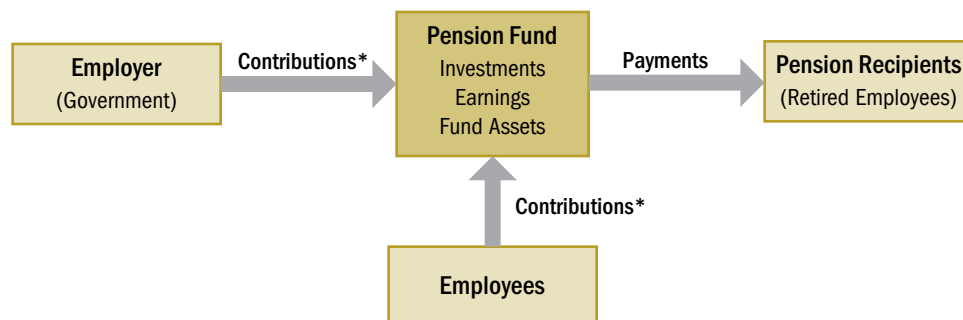 Employer
(Government)
Contributions*
Pension Fund
Investments
Earnings
Fund Assets
Payments
Pension Recipients
(Retired Employees)
Contributions*
Employees